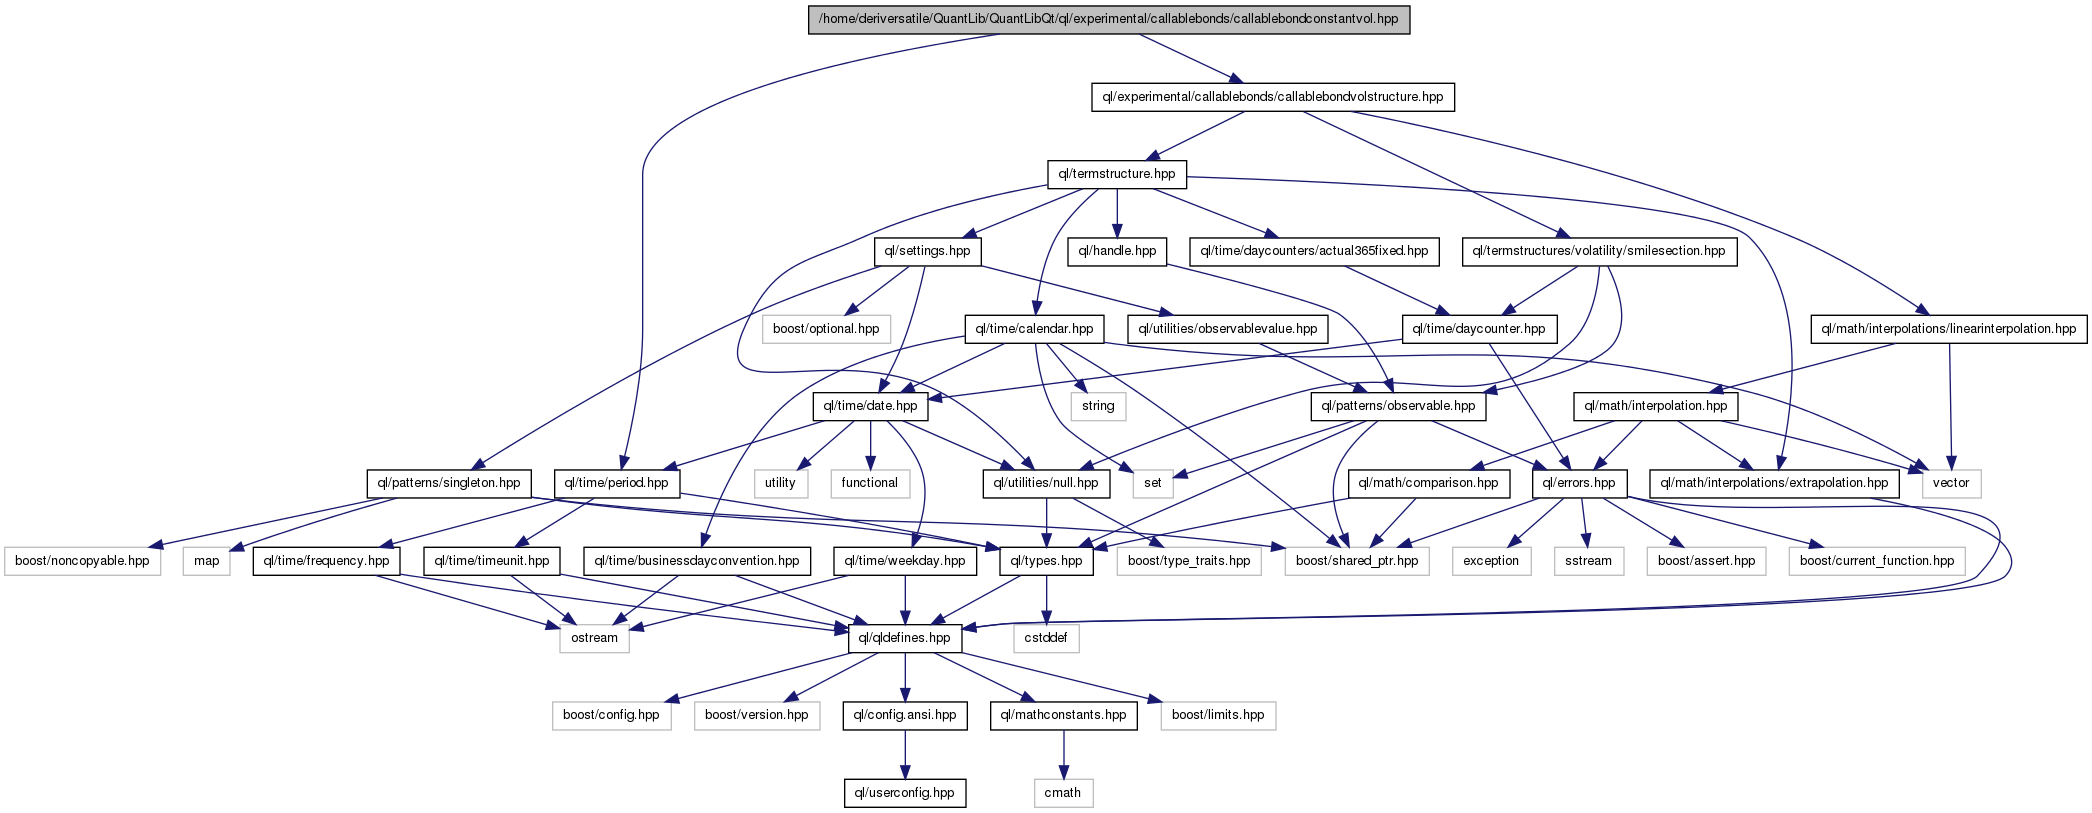 /home/deriversatile/QuantLib/QuantLibQt/ql/experimental/callablebonds/callablebondconstantvol.hpp
ql/experimental/callablebonds/callablebondvolstructure.hpp
ql/termstructure.hpp
ql/settings.hpp
ql/handle.hpp
ql/time/daycounters/actual365fixed.hpp
ql/termstructures/volatility/smilesection.hpp
boost/optional.hpp
ql/time/calendar.hpp
ql/utilities/observablevalue.hpp
ql/time/daycounter.hpp
ql/math/interpolations/linearinterpolation.hpp
ql/time/date.hpp
string
ql/patterns/observable.hpp
ql/math/interpolation.hpp
ql/patterns/singleton.hpp
ql/time/period.hpp
utility
functional
ql/utilities/null.hpp
set
ql/math/comparison.hpp
ql/errors.hpp
ql/math/interpolations/extrapolation.hpp
vector
boost/noncopyable.hpp
map
ql/time/frequency.hpp
ql/time/timeunit.hpp
ql/time/businessdayconvention.hpp
ql/time/weekday.hpp
ql/types.hpp
boost/type_traits.hpp
boost/shared_ptr.hpp
exception
sstream
boost/assert.hpp
boost/current_function.hpp
ostream
ql/qldefines.hpp
cstddef
boost/config.hpp
boost/version.hpp
ql/config.ansi.hpp
ql/mathconstants.hpp
boost/limits.hpp
ql/userconfig.hpp
cmath